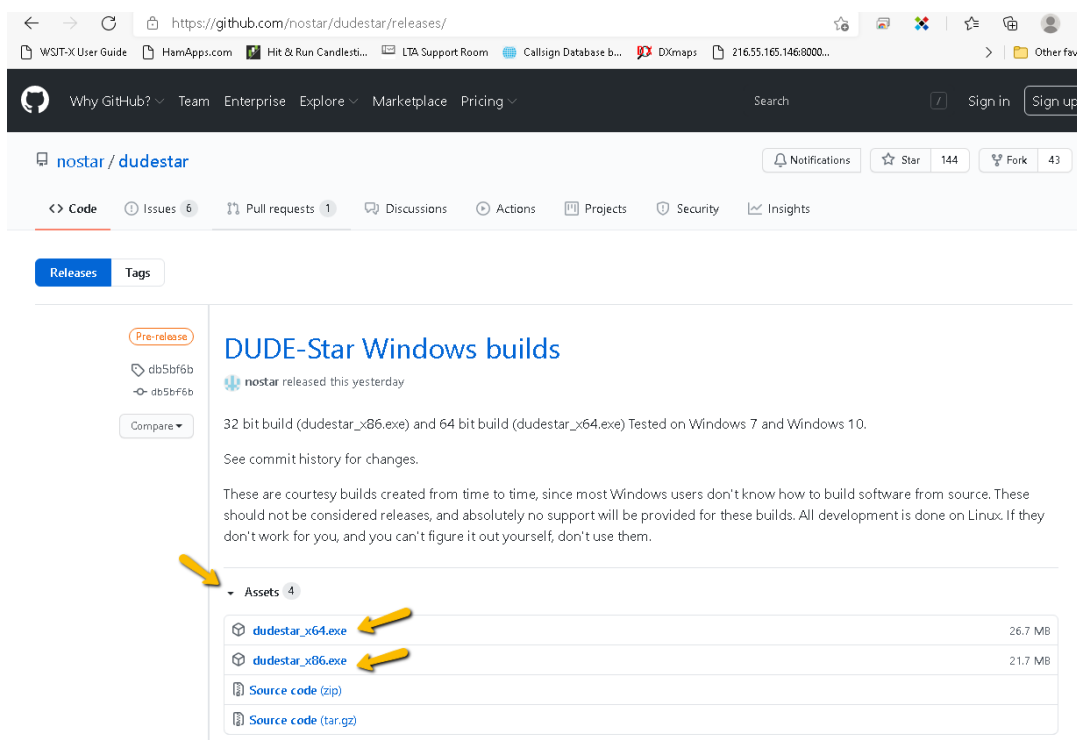 https://github.com/nostar/dudestar/releases/
WSJT-X User Guide HamApps.com Hit & Run Candlesti... LTA Support Room Callsign Database b... DXmaps 216.55.165.146:8000... Other fav
Why GitHub? Team Enterprise Explore Marketplace Pricing Search / Sign in Sign up
nostar / dudestar Notifications Star 144 Fork 43
<> Code Issues 6 Pull requests 1 Discussions Actions Projects Security Insights
Releases Tags
Pre-release
DUDE-Star Windows builds
db5bf6b
nostar released this yesterday
db5bf6b
Compare
32 bit build (dudestar_x86.exe) and 64 bit build (dudestar_x64.exe) Tested on Windows 7 and Windows 10.
See commit history for changes.
These are courtesy builds created from time to time, since most Windows users don't know how to build software from source. These
should not be considered releases, and absolutely no support will be provided for these builds. All development is done on Linux. If they
don't work for you, and you can't figure it out yourself, don't use them.
Assets 4
dudestar_x64.exe 26.7 MB
dudestar_x86.exe 21.7 MB
Source code (zip)
Source code (tar.gz)